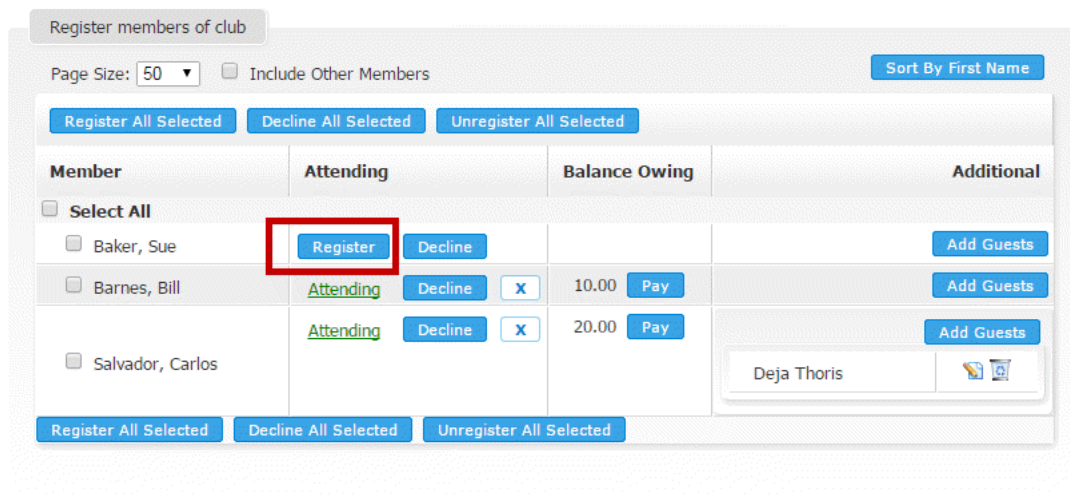 Register members of club
Page Size: 50 Include Other Members Sort By First Name
Register All Selected Decline All Selected Unregister All Selected
Member Attending Balance Owing Additional
Select All
Baker, Sue Register Decline Add Guests
Barnes, Bill Attending Decline X 10.00 Pay Add Guests
Attending Decline X 20.00 Pay Add Guests
Salvador, Carlos Deja Thoris
Register All Selected Decline All Selected Unregister All Selected